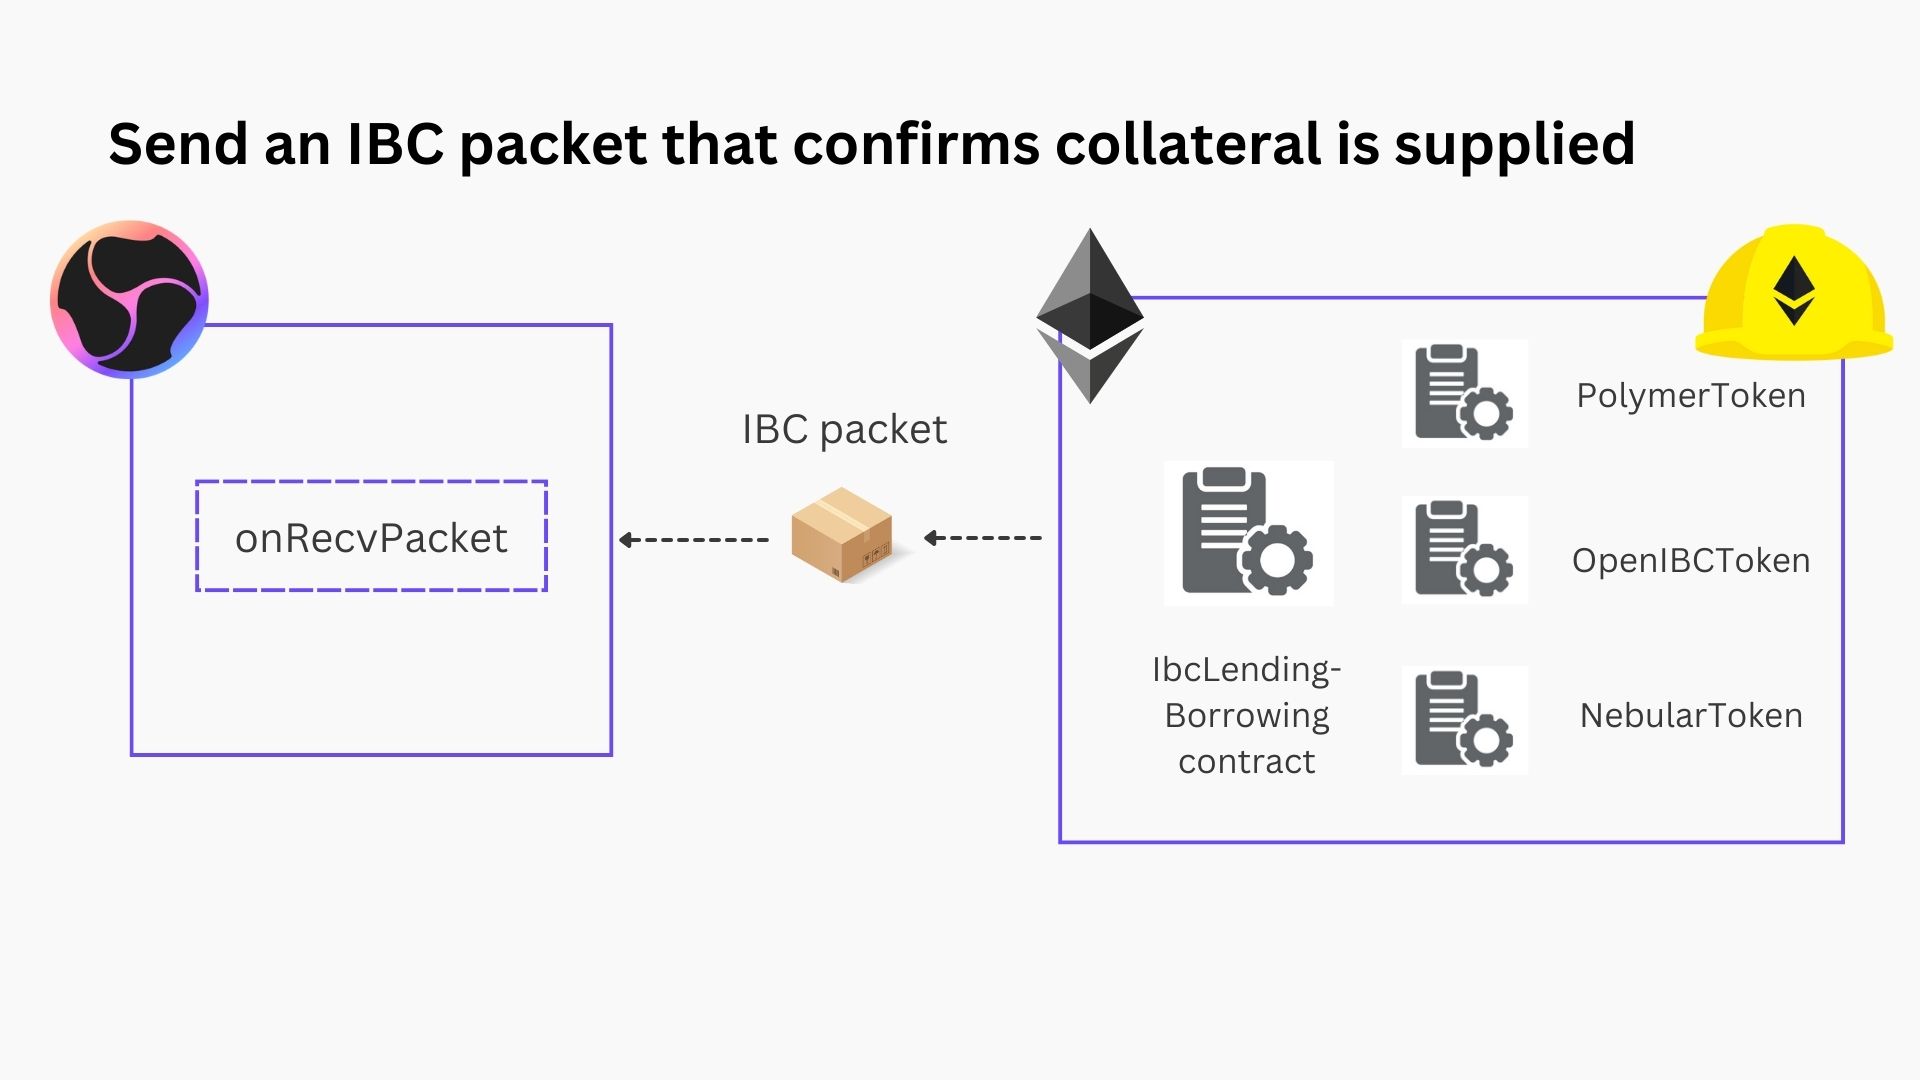 Send an IBC packet that confirms collateral is supplied
onRecvPacket
IBC packet
IbcLending-
Borrowing
contract
PolymerToken
OpenIBCToken
NebularToken